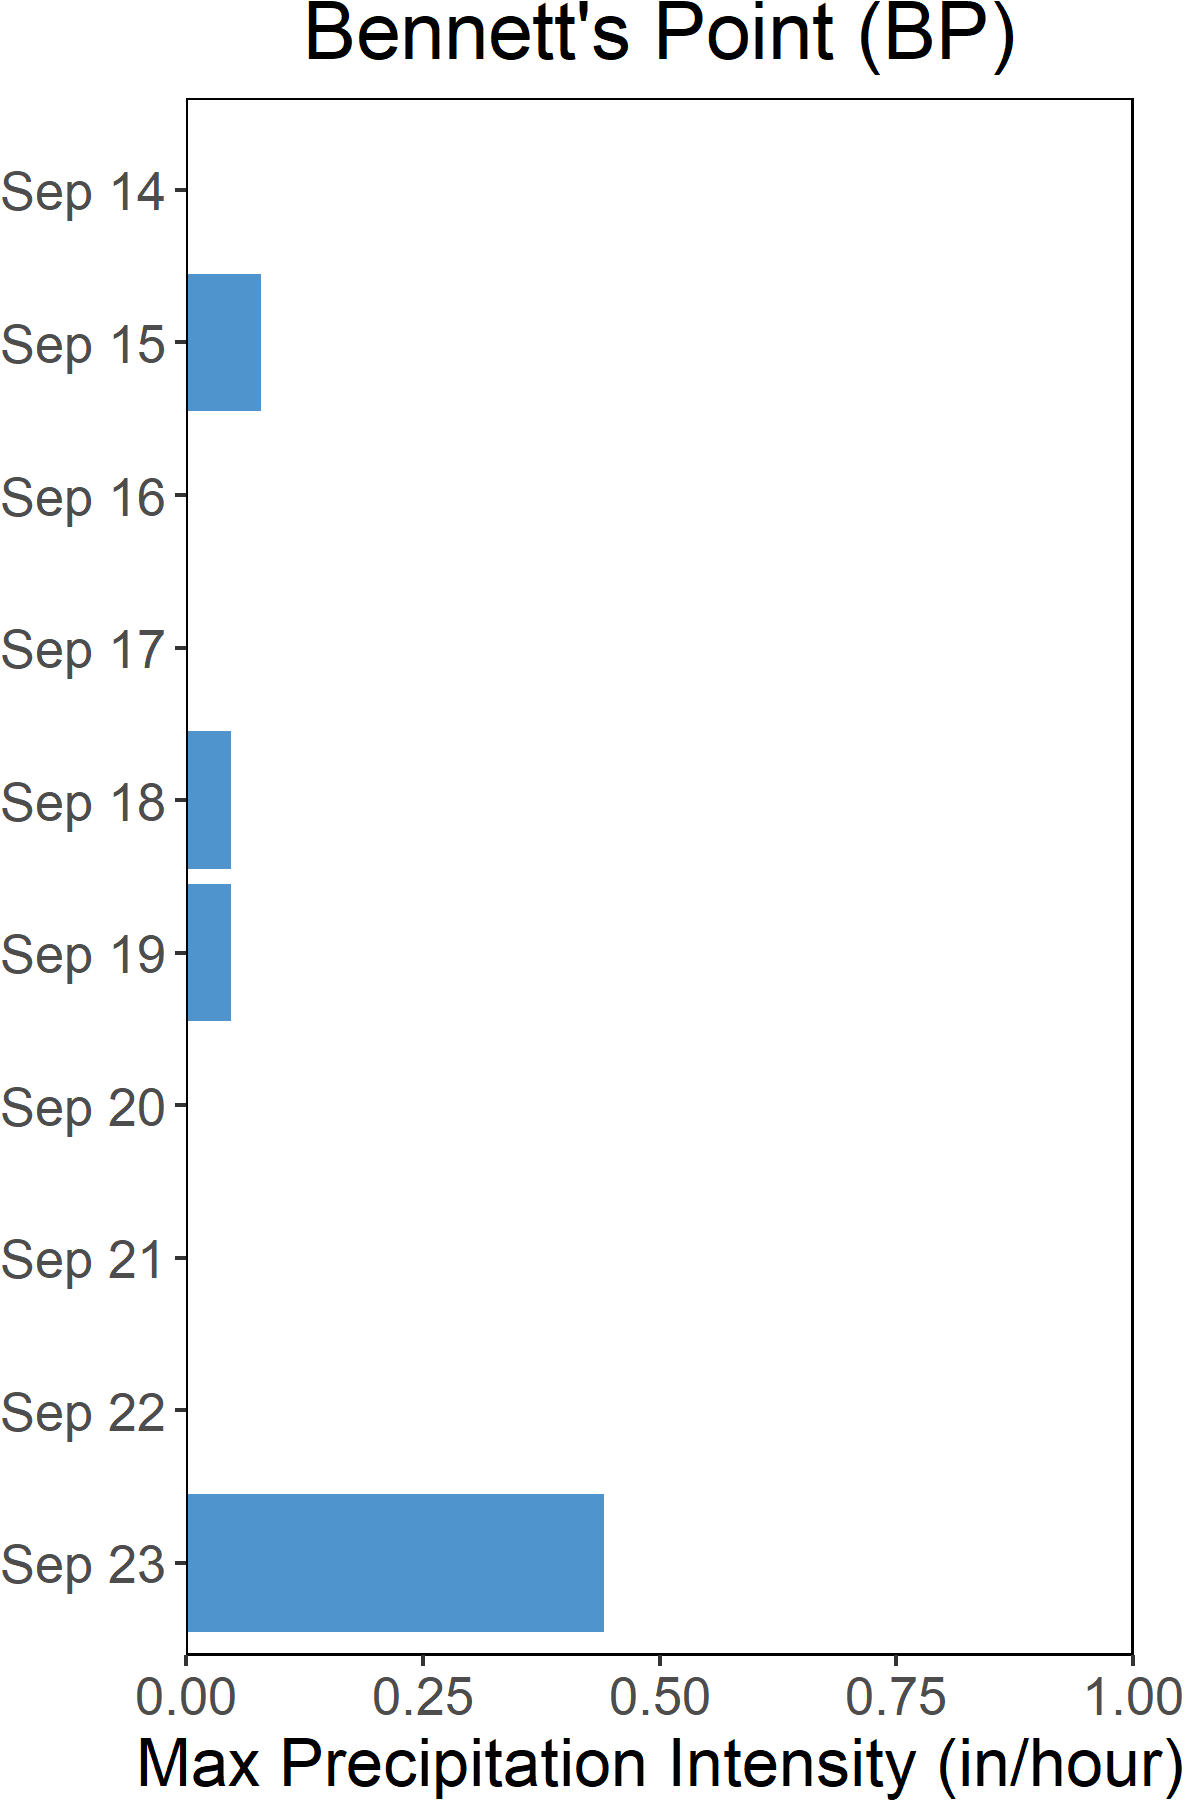 Bennett's Point (BP)
Sep 14
Sep 15
Sep 16
Sep 17
Sep 18
Sep 19
Sep 20
Sep 21
Sep 22
Sep 23
0.00 0.25 0.50 0.75 1.00
Max Precipitation Intensity (in/hour)